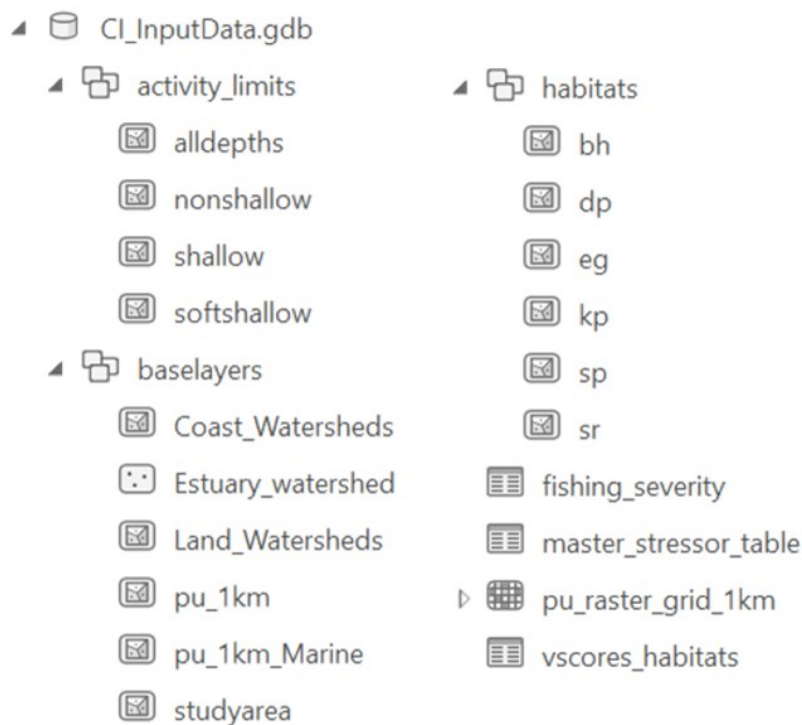 CI_InputData.gdb
activity_limits
alldepths
nonshallow
shallow
softshallow
baselayers
Coast_Watersheds
Estuary_watershed
Land_Watersheds
pu_1km
pu_1km_Marine
studyarea
habitats
bh
dp
eg
kp
sp
sr
fishing_severity
master_stressor_table
pu_raster_grid_1km
vscores_habitats